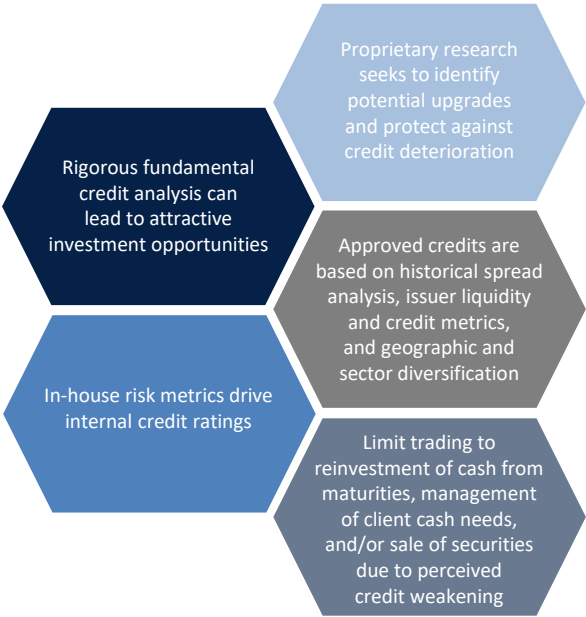 Proprietary research
seeks to identify
potential upgrades
and protect against
credit deterioration
Rigorous fundamental
credit analysis can
lead to attractive
investment opportunities
Approved credits are
based on historical spread
analysis, issuer liquidity
and credit metrics,
and geographic and
sector diversification
In-house risk metrics drive
internal credit ratings
Limit trading to
reinvestment of cash from
maturities, management
of client cash needs,
and/or sale of securities
due to perceived
credit weakening